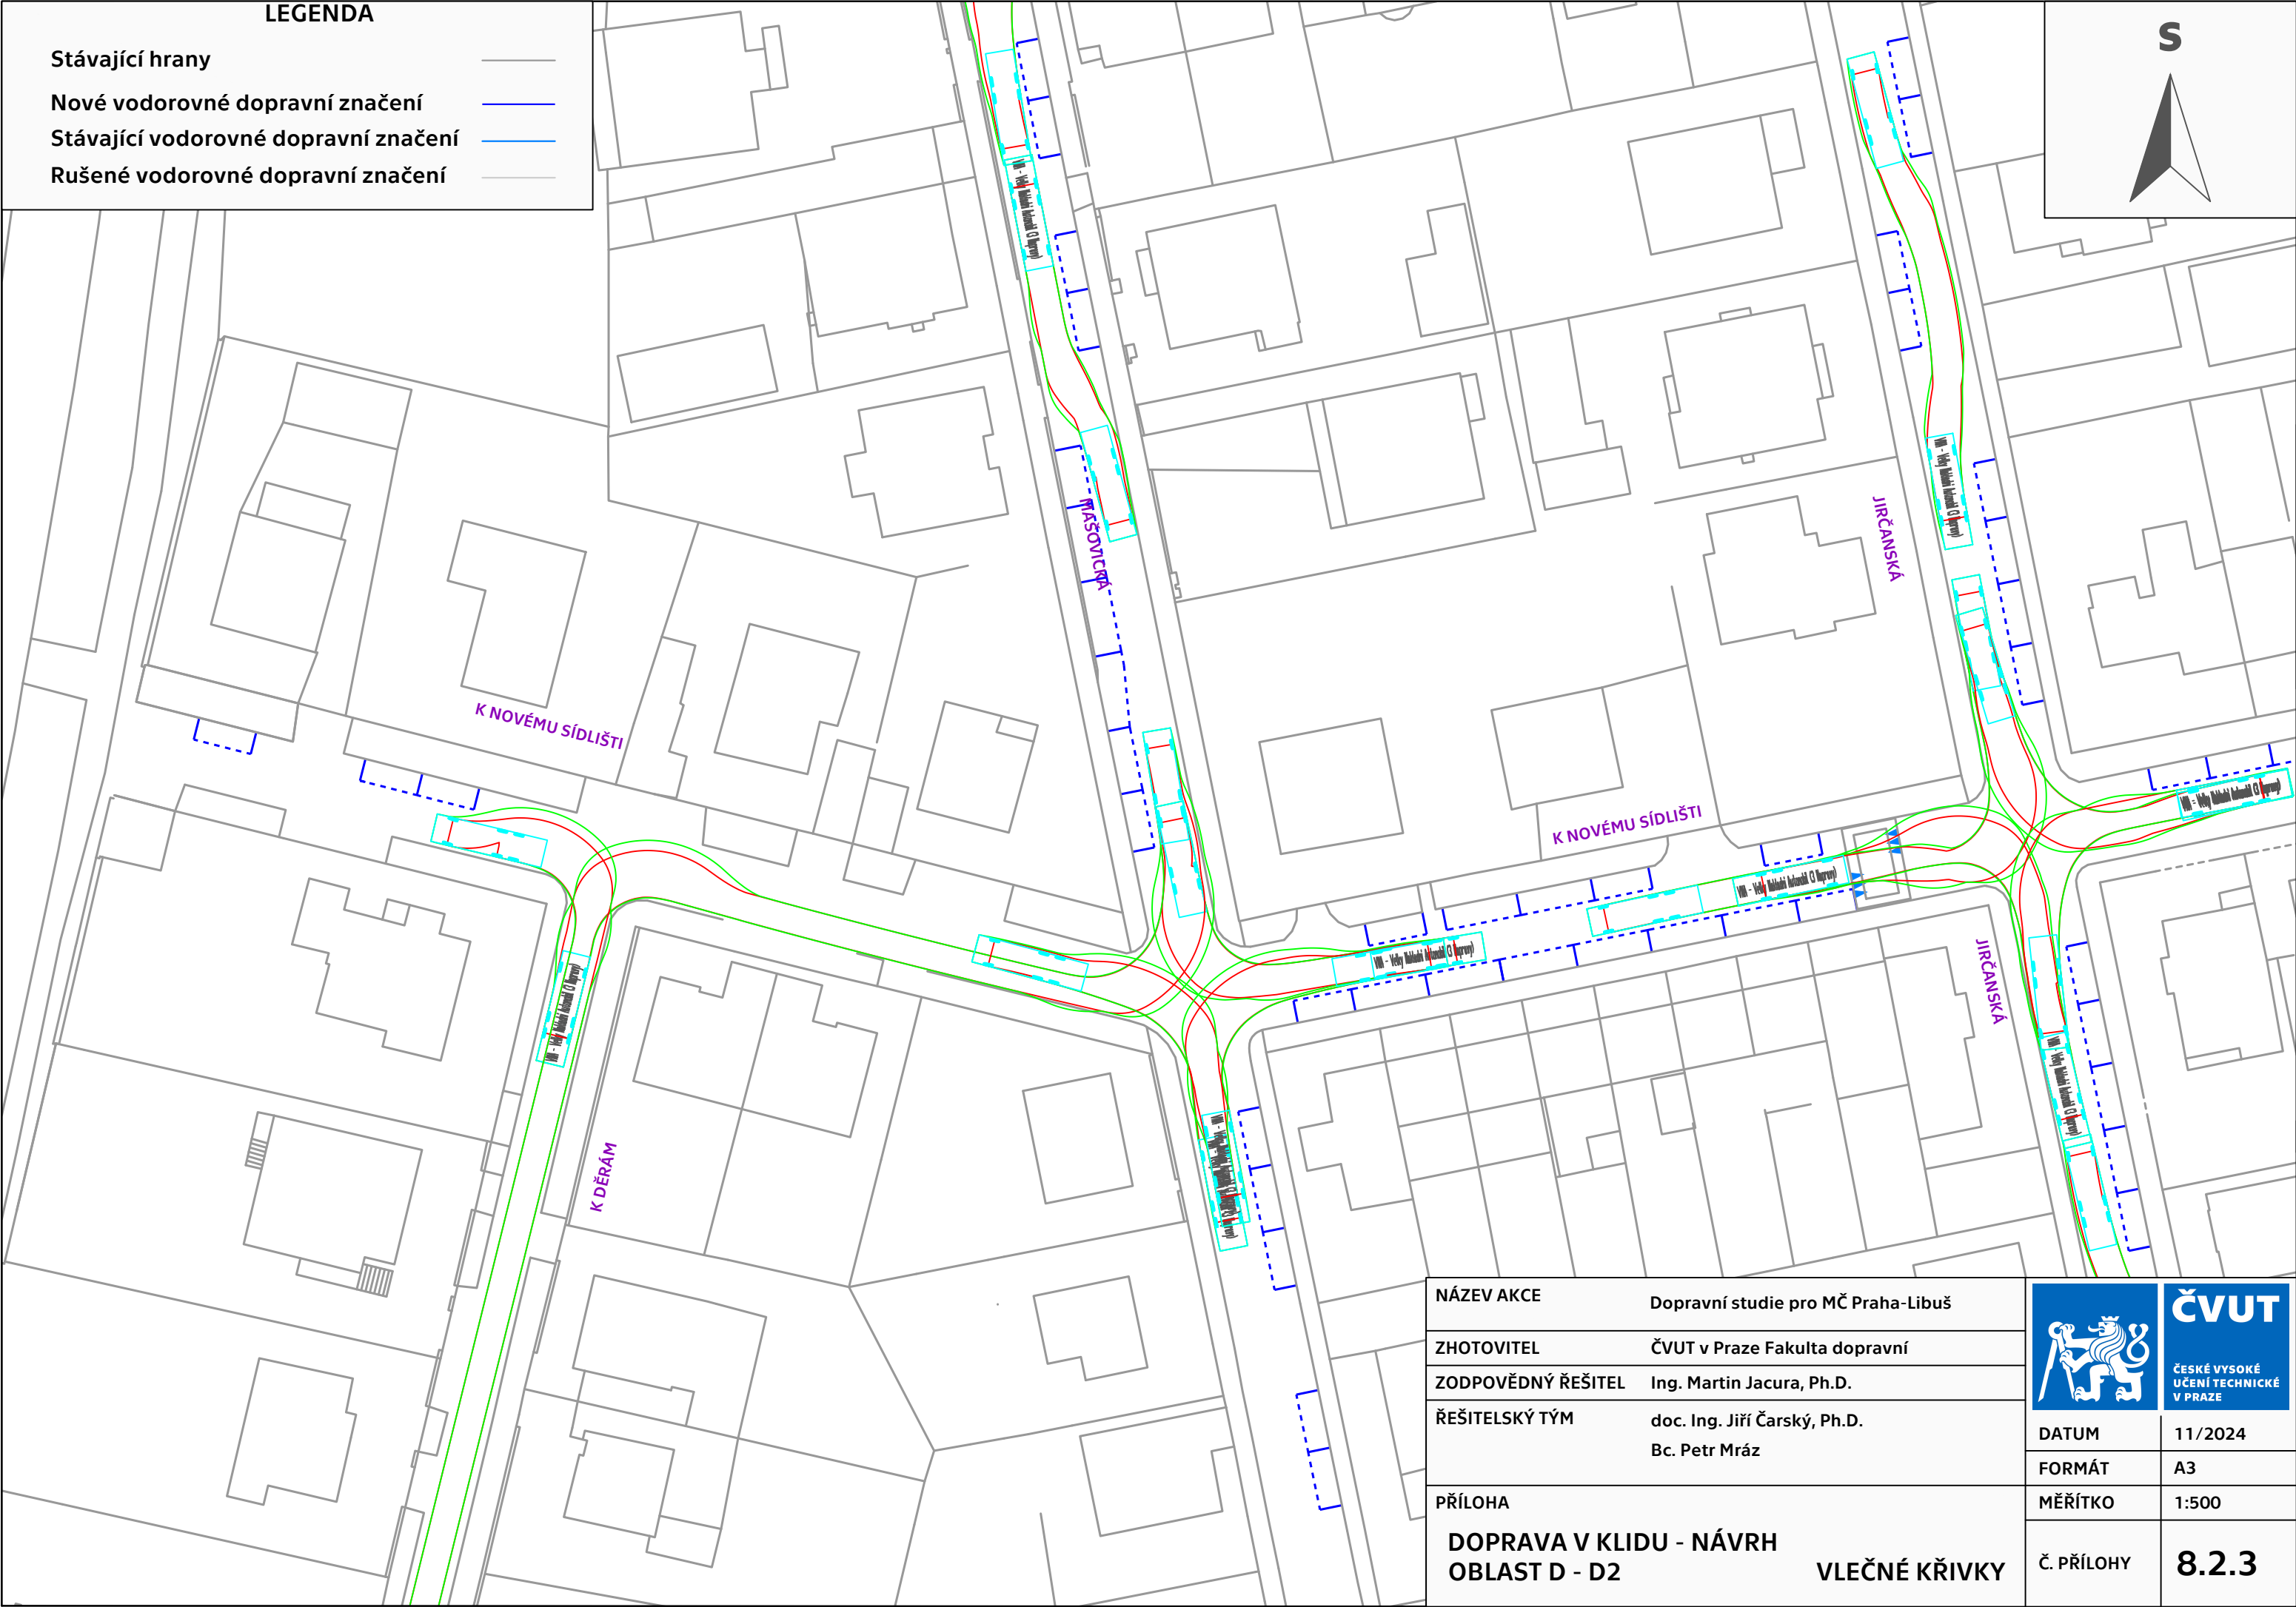 LEGENDA
Stávající hrany
Nové vodorovné dopravní značení
Stávající vodorovné dopravní značení
Rušené vodorovné dopravní značení
S
MAŠOVICKÁ
JIRČANSKÁ
K NOVÉMU SÍDLIŠTI
K NOVÉMU SÍDLIŠTI
JIRČANSKÁ
K DĚRÁM
NÁZEV AKCE Dopravní studie pro MČ Praha-Libuš
ZHOTOVITEL ČVUT v Praze Fakulta dopravní
ZODPOVĚDNÝ ŘEŠITEL Ing. Martin Jacura, Ph.D.
ŘEŠITELSKÝ TÝM doc. Ing. Jiří Čarský, Ph.D.
Bc. Petr Mráz
PŘÍLOHA
DOPRAVA V KLIDU - NÁVRH
OBLAST D - D2 VLEČNÉ KŘIVKY
ČVUT
ČESKÉ VYSOKÉ
UČENÍ TECHNICKÉ
V PRAZE
DATUM 11/2024
FORMÁT A3
MĚŘÍTKO 1:500
Č. PŘÍLOHY 8.2.3